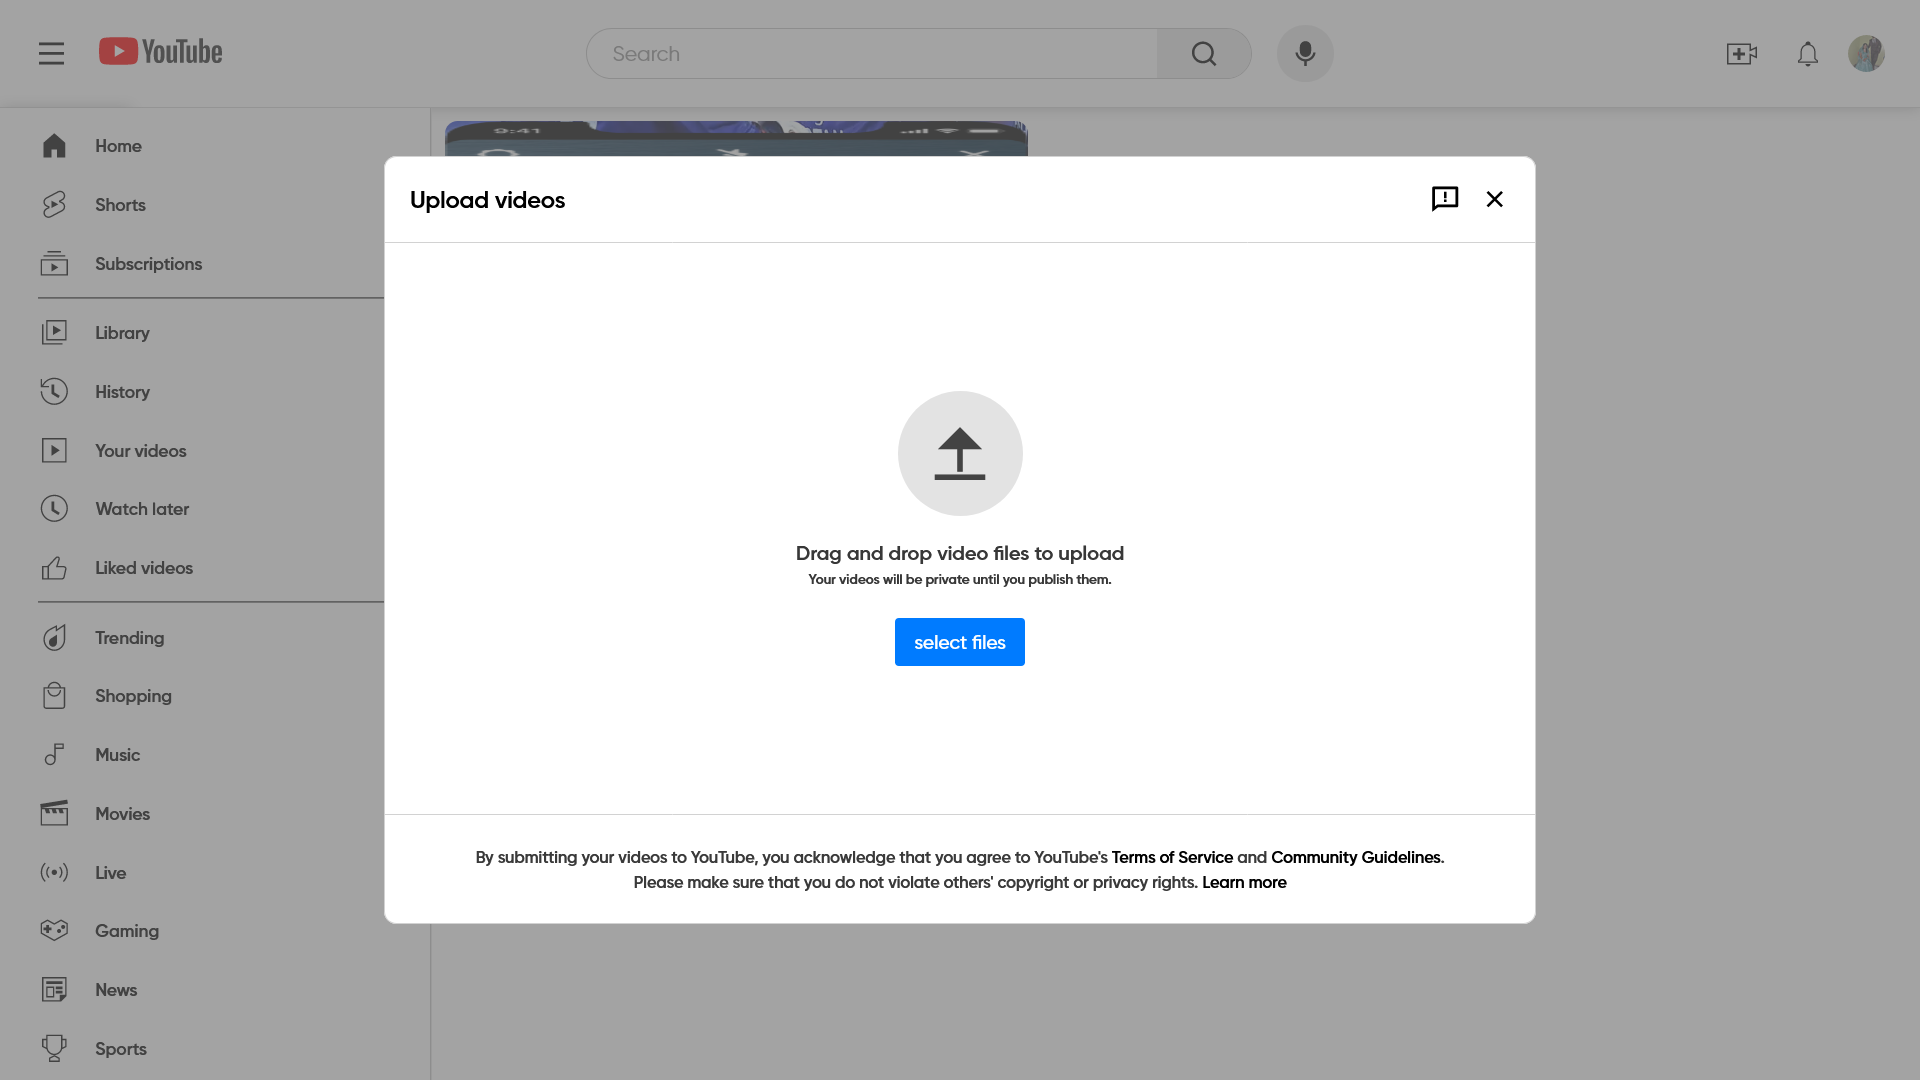 YouTube
Search
Home
Shorts
Subscriptions
Library
History
Your videos
Watch later
Liked videos
Trending
Shopping
Music
Movies
Live
Gaming
News
Sports
9:41
Upload videos
Drag and drop video files to upload
Your videos will be private until you publish them.
select files
By submitting your videos to YouTube, you acknowledge that you agree to YouTube's Terms of Service and Community Guidelines.
Please make sure that you do not violate others' copyright or privacy rights. Learn more